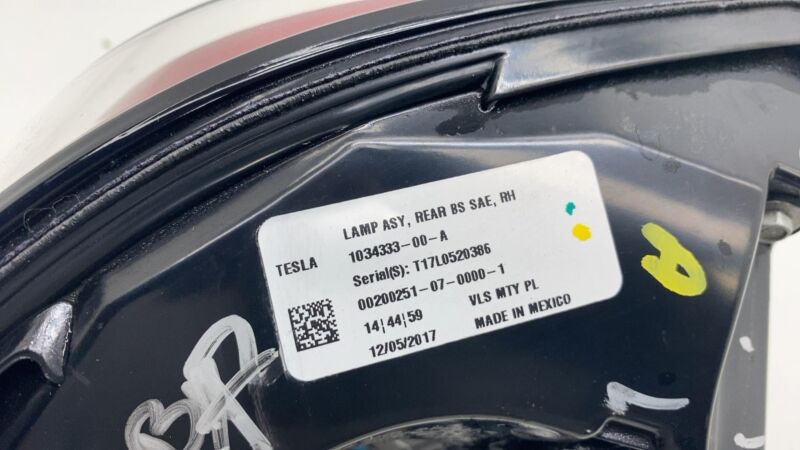 LAMP ASY, REAR BS SAE, RH
TESLA
1034333-00-A
Serial(S): T17L0520386
00200251-07-0000-1
14|44|59
VLS MTY PL
12/05/2017
MADE IN MEXICO
A